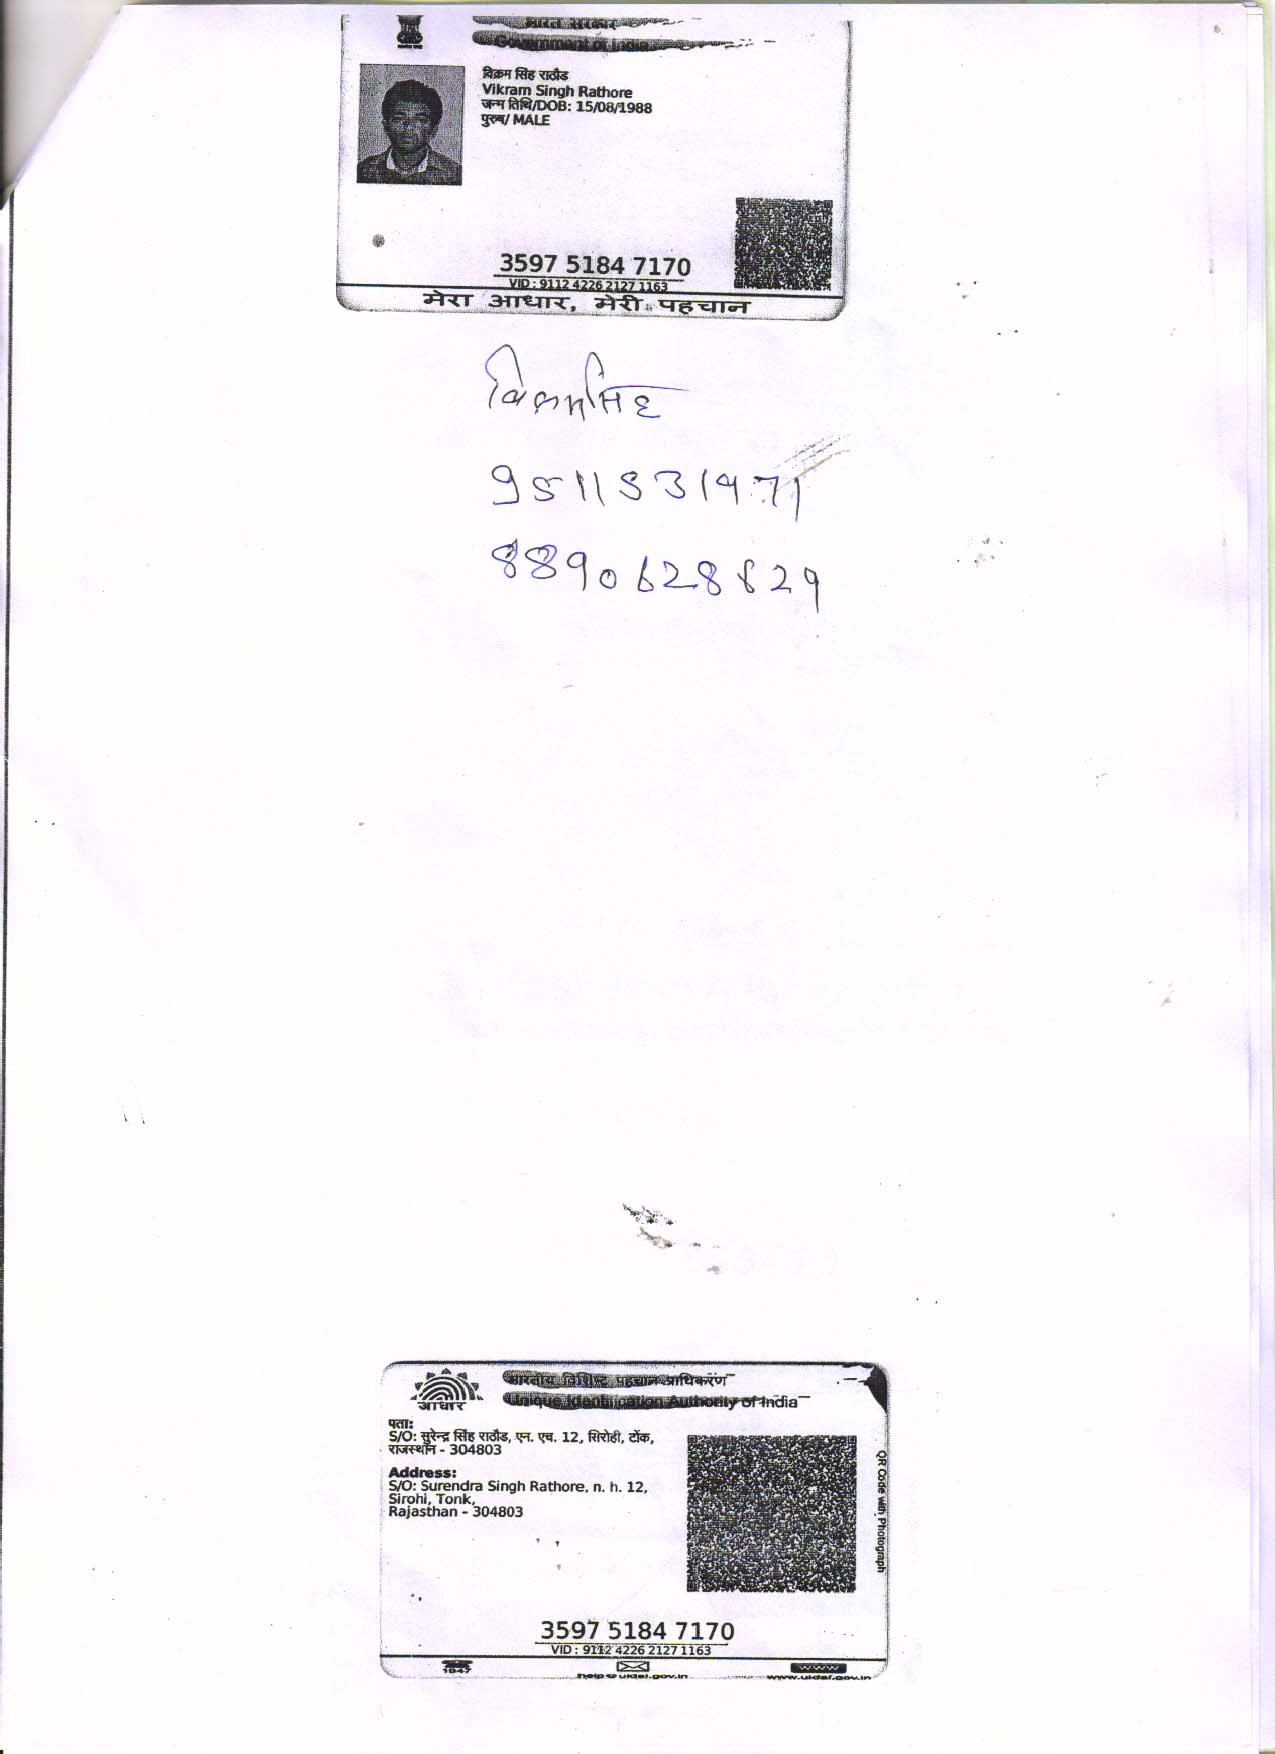 भारत सरकार
Government of India
विक्रम सिंह राठौड
Vikram Singh Rathore
जन्म तिथि/DOB: 15/08/1988
पुरुष/ MALE
3597 5184 7170
VID : 9112 4226 2127 1163
मेरा आधार, मेरी पहचान
विक्रमसिंह
9511531971
8890628629
भारतीय विशिष्ट पहचान प्राधिकरण
Unique Identification Authority of India
आधार
पता:
S/O: सुरेन्द्र सिंह राठौड, एन. एच. 12, सिरोही, टोंक,
राजस्थान - 304803
Address:
S/O: Surendra Singh Rathore, n. h. 12,
Sirohi, Tonk,
Rajasthan - 304803
QR Code with Photograph
3597 5184 7170
VID : 9112 4226 2127 1163
1947
help@uidai.gov.in
www
www.uidai.gov.in